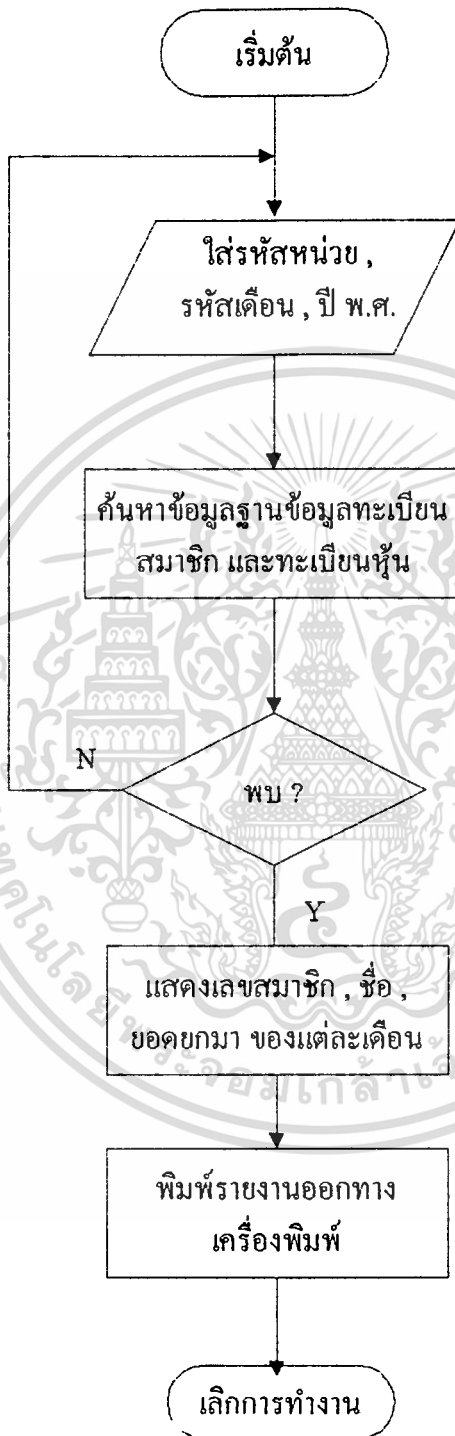 เริ่มต้น
ใส่รหัสหน่วย ,
รหัสเดือน , ปี พ.ศ.
ค้นหาข้อมูลฐานข้อมูลทะเบียน
สมาชิก และทะเบียนหุ้น
N
พบ ?
Y
แสดงเลขสมาชิก , ชื่อ ,
ยอดยกมา ของแต่ละเดือน
พิมพ์รายงานออกทาง
เครื่องพิมพ์
เลิกการทำงาน